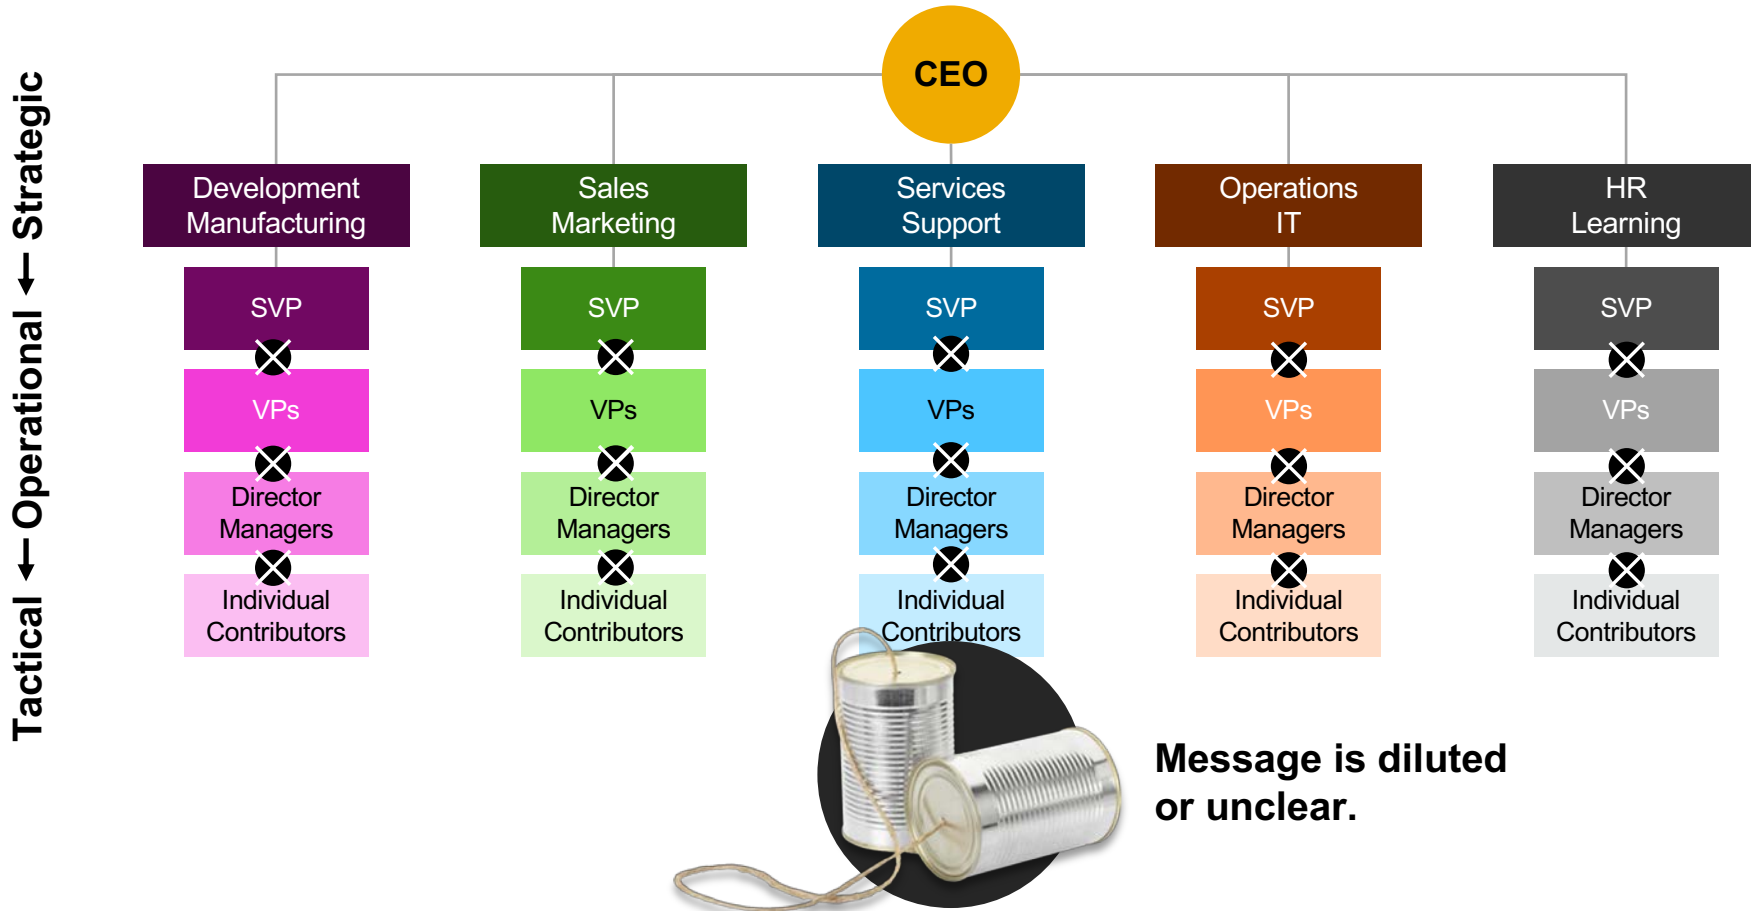 CEO
Tactical ← Operational ← Strategic
Development
Manufacturing
Sales
Marketing
Services
Support
Operations
IT
HR
Learning
SVP
SVP
SVP
SVP
SVP
VPs
VPs
VPs
VPs
VPs
Director
Managers
Director
Managers
Director
Managers
Director
Managers
Director
Managers
Individual
Contributors
Individual
Contributors
Individual
Contributors
Individual
Contributors
Individual
Contributors
Message is diluted
or unclear.